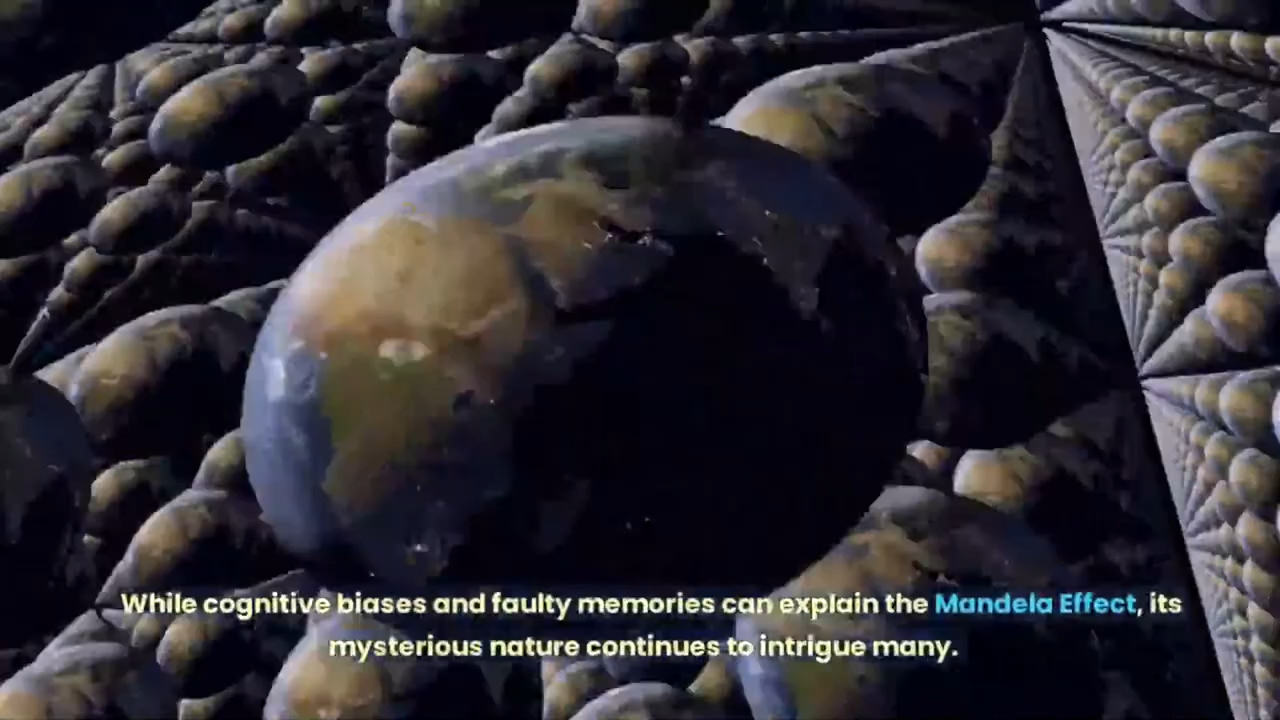 While cognitive biases and faulty memories can explain the Mandela Effect, its
mysterious nature continues to intrigue many.